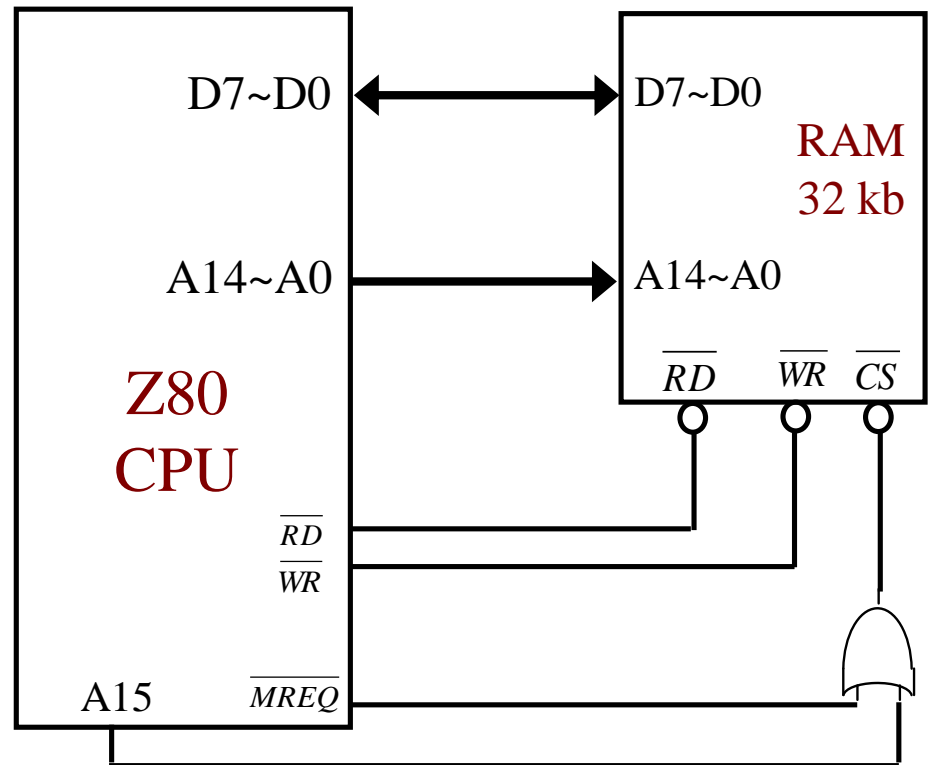 D7~D0
D7~D0
RAM
32 kb
A14~A0
A14~A0
RD WR CS
Z80
CPU
RD
WR
A15
MREQ